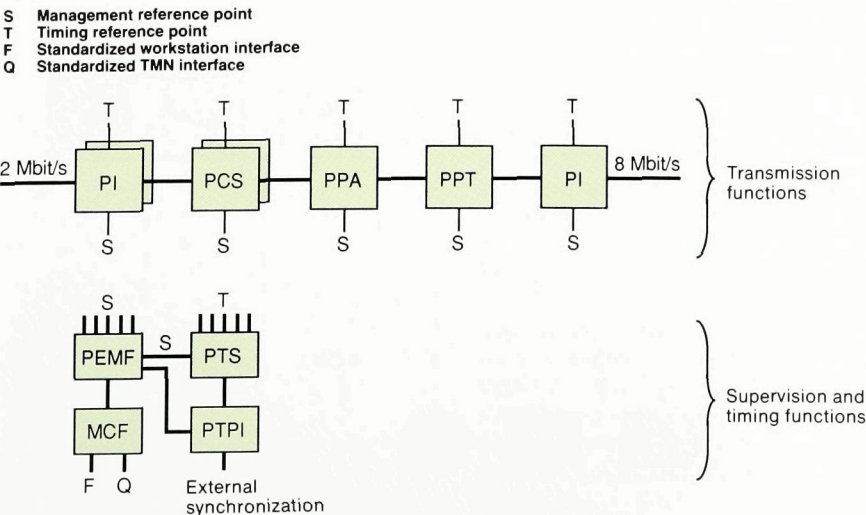 S Management reference point
T Timing reference point
F Standardized workstation interface
Q Standardized TMN interface
T T T T T
2 Mbit/s PI PCS PPA PPT PI 8 Mbit/s
Transmission
functions
S S S S S
S T
PEMF S PTS
MCF PTPI
Supervision and
timing functions
F Q External
synchronization